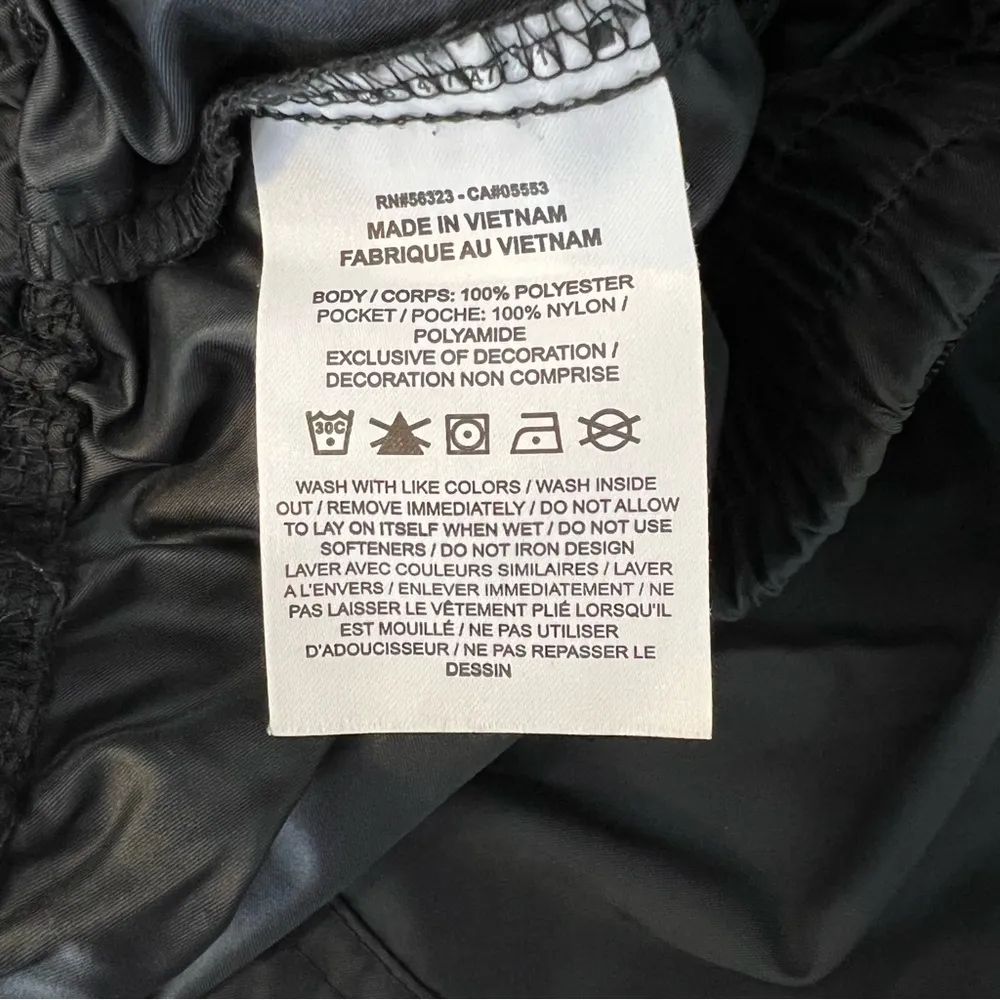 RN#56323 - CA#05553
MADE IN VIETNAM
FABRIQUE AU VIETNAM
BODY / CORPS: 100% POLYESTER
POCKET / POCHE: 100% NYLON /
POLYAMIDE
EXCLUSIVE OF DECORATION /
DECORATION NON COMPRISE
30C
WASH WITH LIKE COLORS / WASH INSIDE
OUT / REMOVE IMMEDIATELY / DO NOT ALLOW
TO LAY ON ITSELF WHEN WET / DO NOT USE
SOFTENERS / DO NOT IRON DESIGN
LAVER AVEC COULEURS SIMILAIRES / LAVER
A L'ENVERS / ENLEVER IMMEDIATEMENT / NE
PAS LAISSER LE VÊTEMENT PLIÉ LORSQU'IL
EST MOUILLÉ / NE PAS UTILISER
D'ADOUCISSEUR / NE PAS REPASSER LE
DESSIN